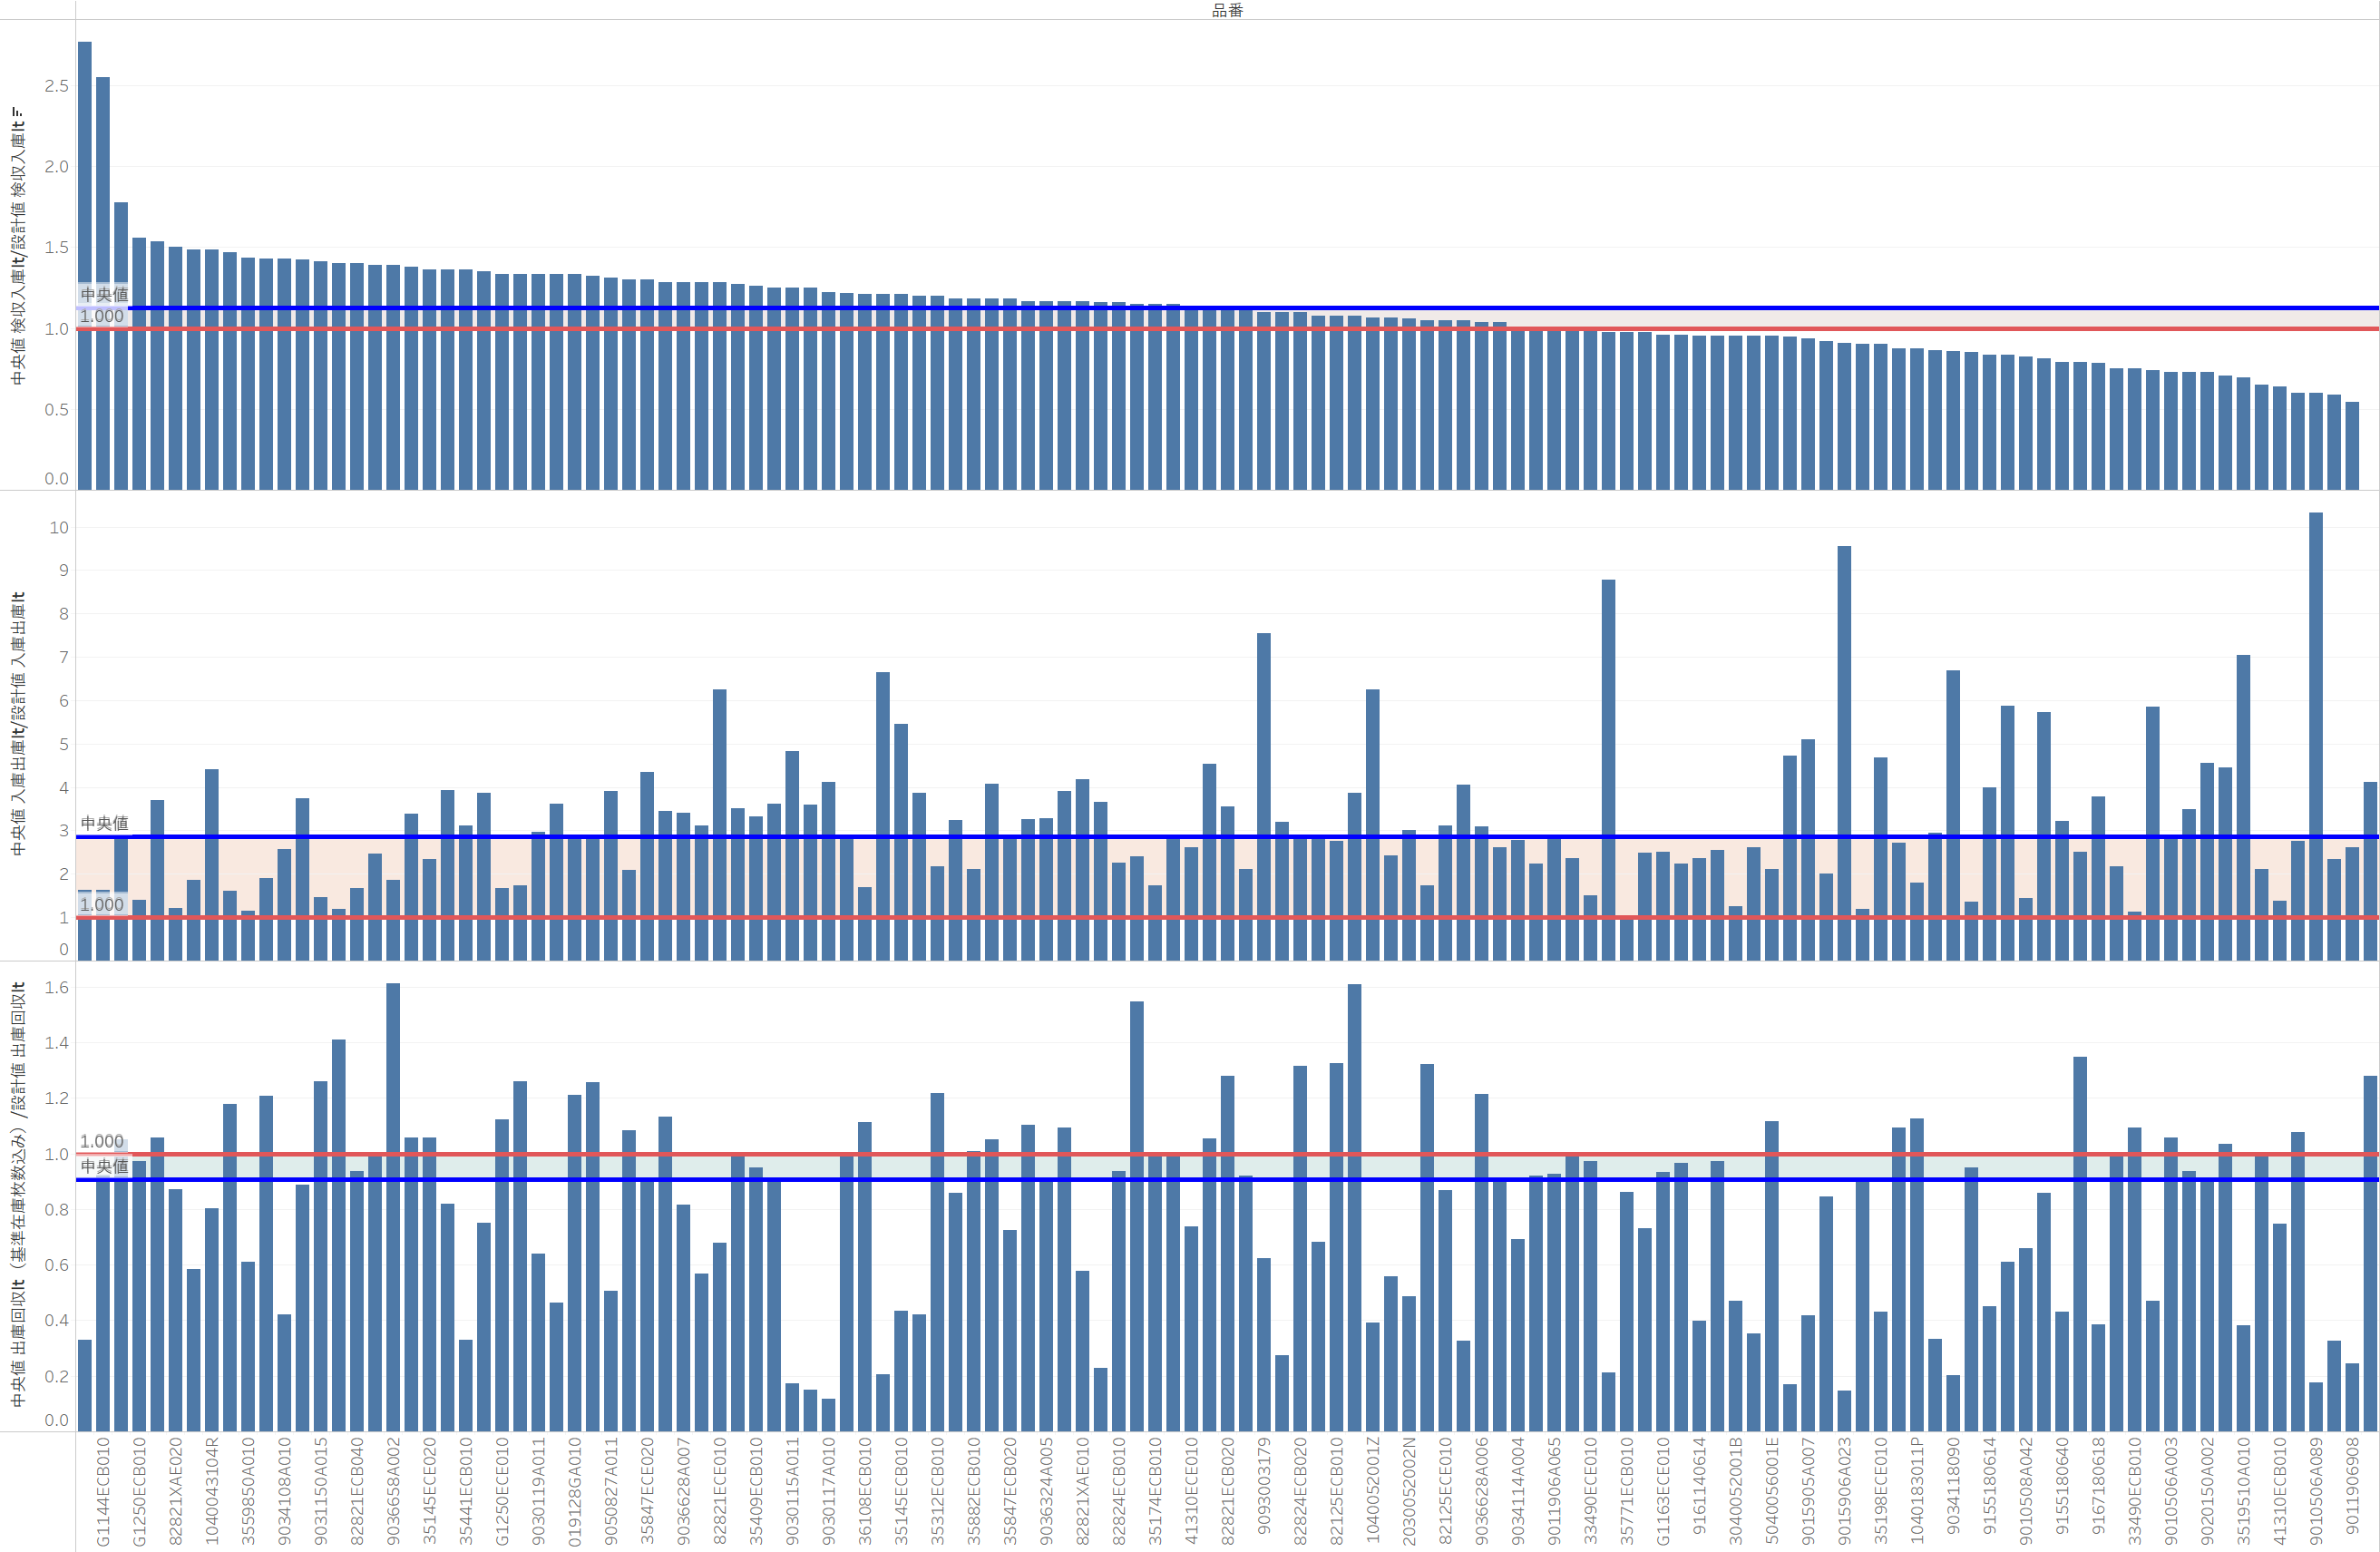 品番
中央値 検収入庫lt/設計値 検収入庫lt
2.5
2.0
1.5
1.0
0.5
0.0
中央値
1.000
中央値 入庫出庫lt/設計値 入庫出庫lt
10
9
8
7
6
5
4
3
2
1
0
中央値
1.000
中央値 出庫回収lt（基準在庫枚数込み）/設計値 出庫回収lt
1.6
1.4
1.2
1.0
0.8
0.6
0.4
0.2
0.0
1.000
中央値
G1144ECB010
G1250ECB010
82821XAE020
1040043104R
3559850A010
9034108A010
9031150A015
82821ECB040
9036658A002
35145ECE020
35441ECB010
G1250ECE010
9030119A011
019128GA010
9050827A011
35847ECE020
9036628A007
82821ECE010
35409ECB010
9030115A011
9030117A010
36108ECB010
35145ECB010
35312ECB010
35882ECB010
35847ECB020
9036324A005
82821XAE010
82824ECB010
35174ECB010
41310ECE010
82821ECB020
9093003179
82824ECB020
82125ECB010
1040052001Z
2030052002N
82125ECE010
9036628A006
9034114A004
9011906A065
33490ECE010
35771ECB010
G1163ECE010
9161140614
3040052001B
5040056001E
9015905A007
9015906A023
35198ECE010
1040183011P
9034118090
9155180614
9010508A042
9155180640
9167180618
33490ECB010
9010506A003
9020150A002
3519510A010
41310ECB010
9010506A089
9011906908